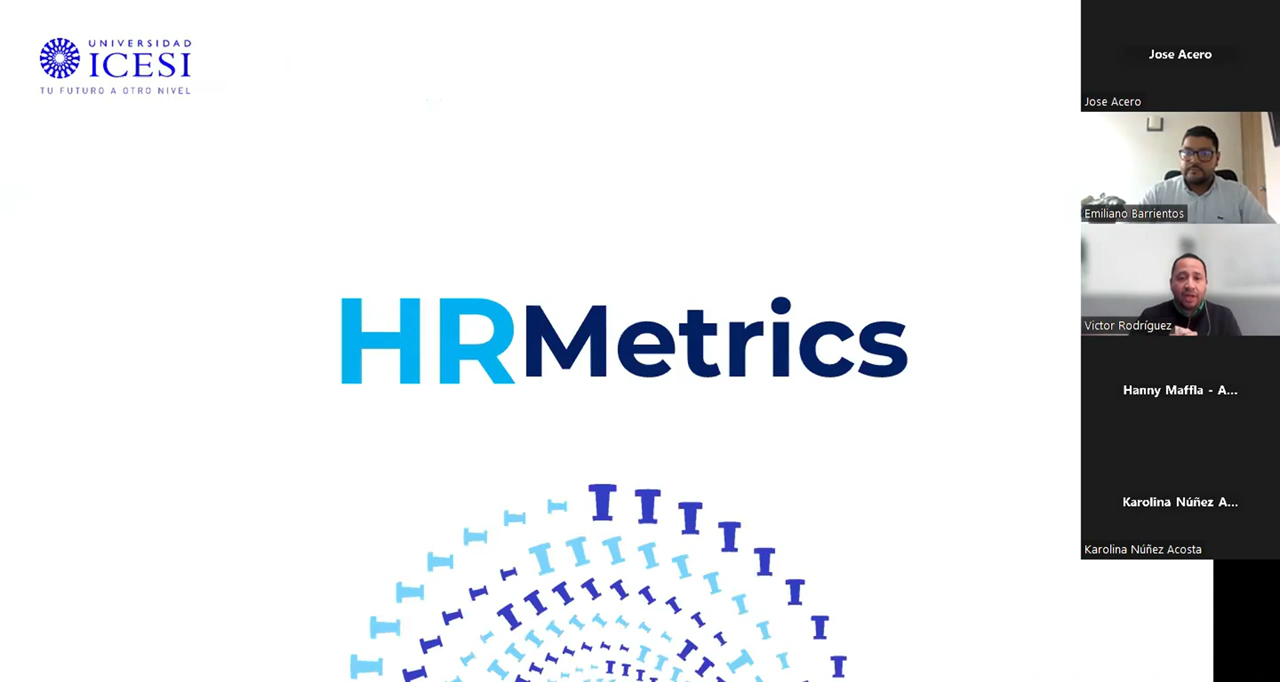 UNIVERSIDAD
ICESI
TU FUTURO A OTRO NIVEL
HRMetrics
Jose Acero
Jose Acero
Emiliano Barrientos
Victor Rodríguez
Hanny Maffla - A...
Karolina Núñez A...
Karolina Núñez Acosta